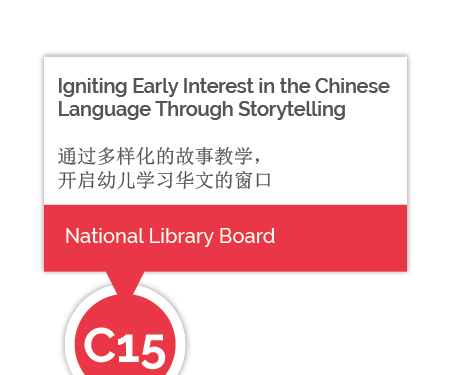 Igniting Early Interest in the Chinese
Language Through Storytelling
通过多样化的故事教学，
开启幼儿学习华文的窗口
National Library Board
C15